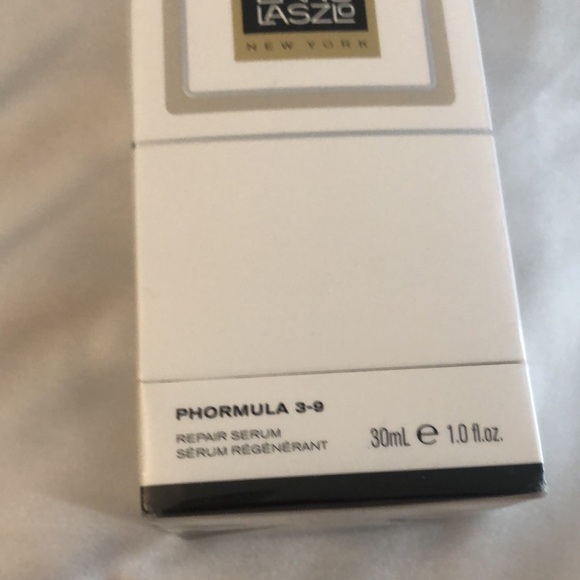 LASZLO
NEW YORK
PHORMULA 3-9
REPAIR SERUM
SÉRUM RÉGÉNÉRANT
30mL ℮ 1.0 fl.oz.